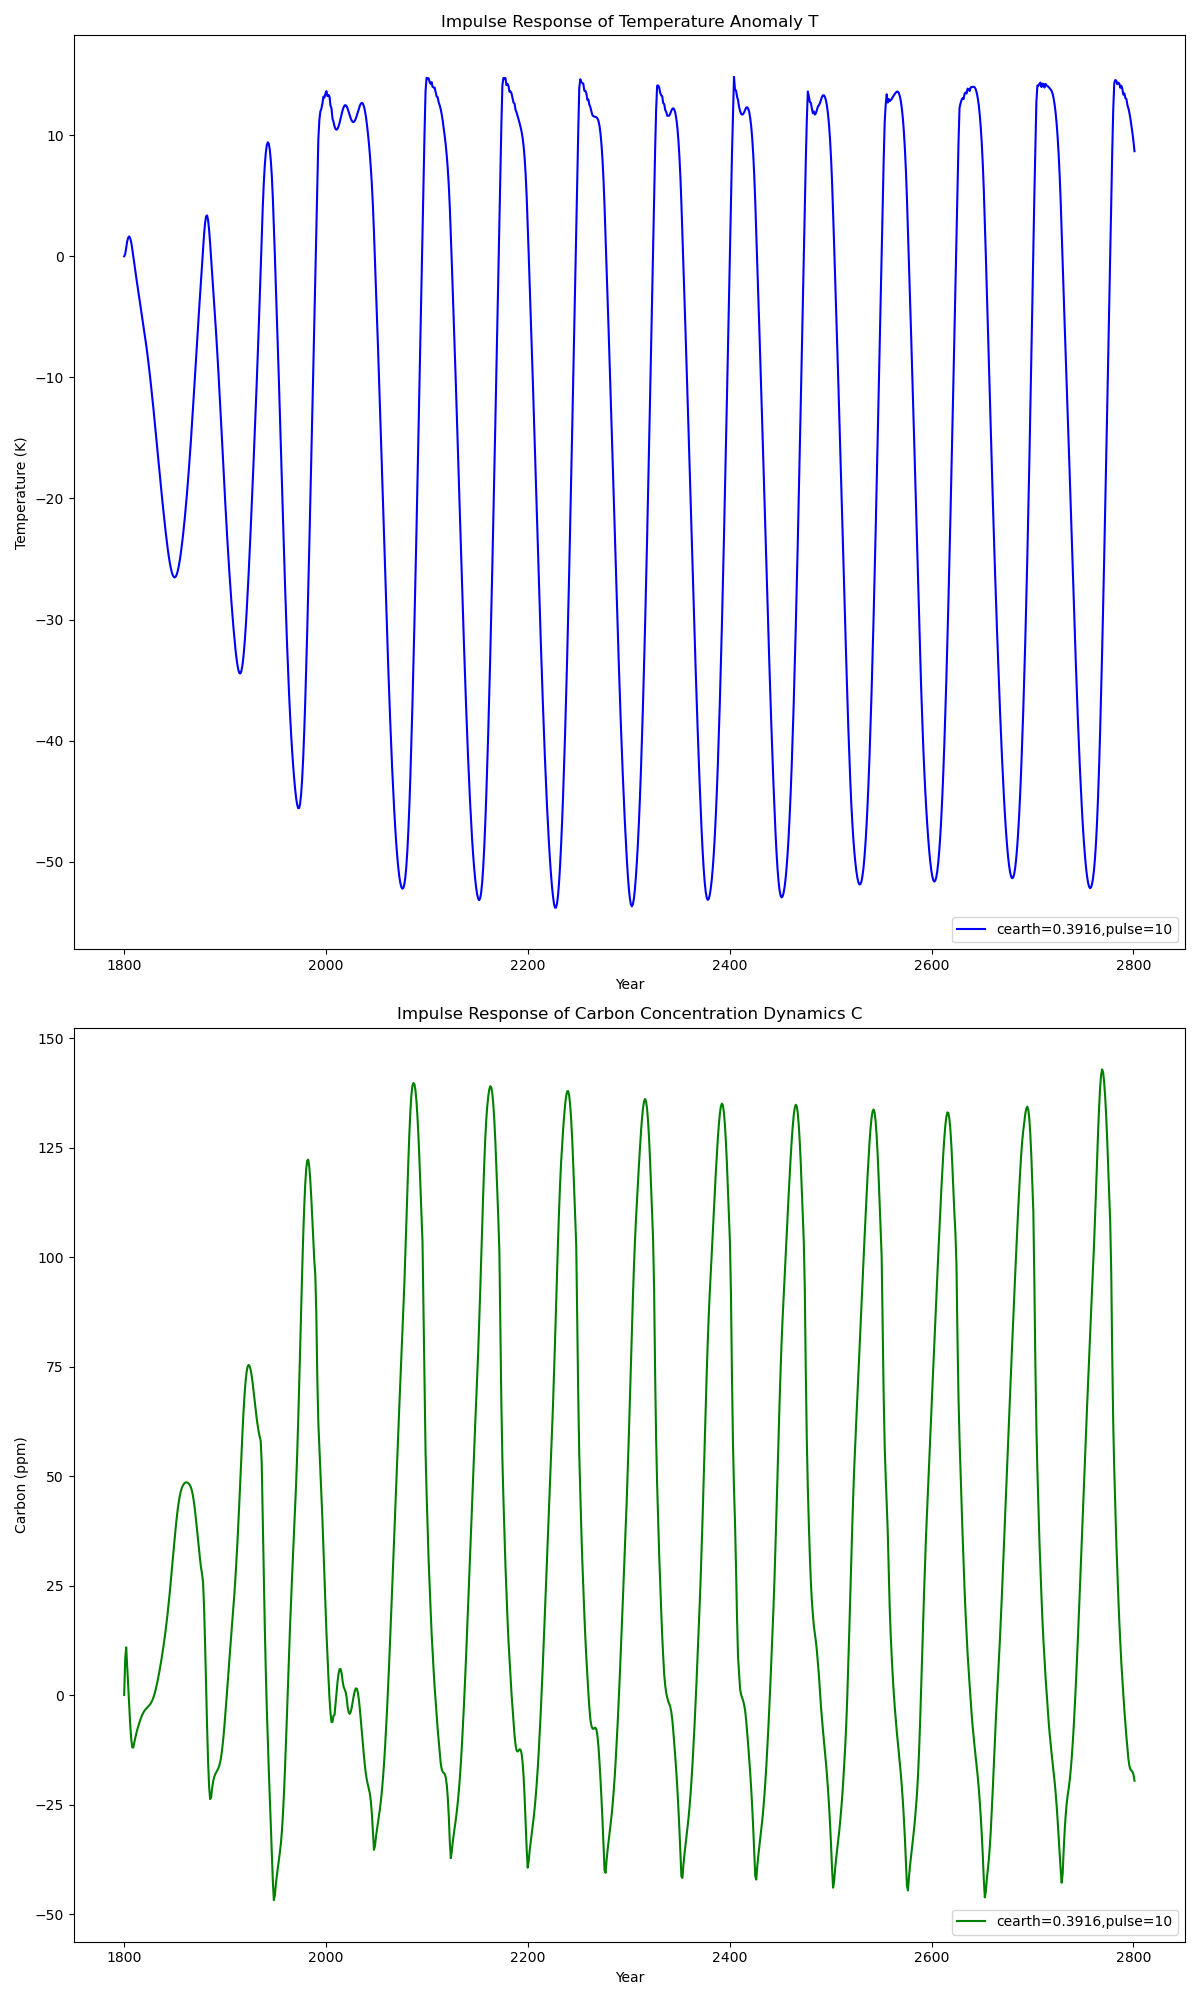 Impulse Response of Temperature Anomaly T
10
0
−10
−20
−30
−40
−50
Temperature (K)
cearth=0.3916,pulse=10
1800 2000 2200 2400 2600 2800
Year
Impulse Response of Carbon Concentration Dynamics C
150
125
100
75
50
25
0
−25
−50
Carbon (ppm)
cearth=0.3916,pulse=10
1800 2000 2200 2400 2600 2800
Year